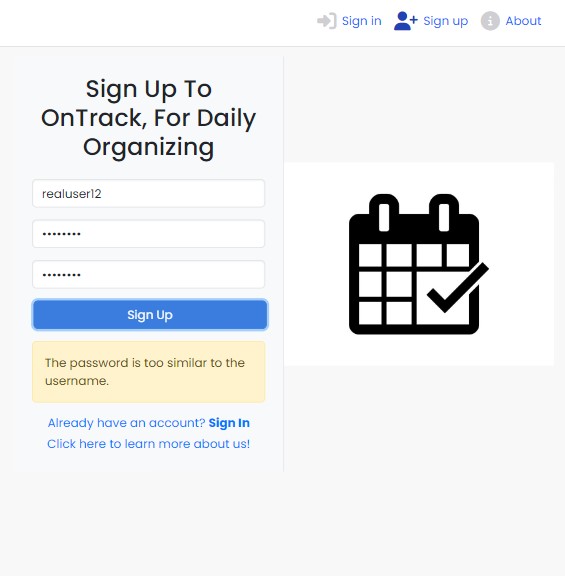 Sign in Sign up About
Sign Up To
OnTrack, For Daily
Organizing
realuser12
••••••••
••••••••
Sign Up
The password is too similar to the
username.
Already have an account? Sign In
Click here to learn more about us!